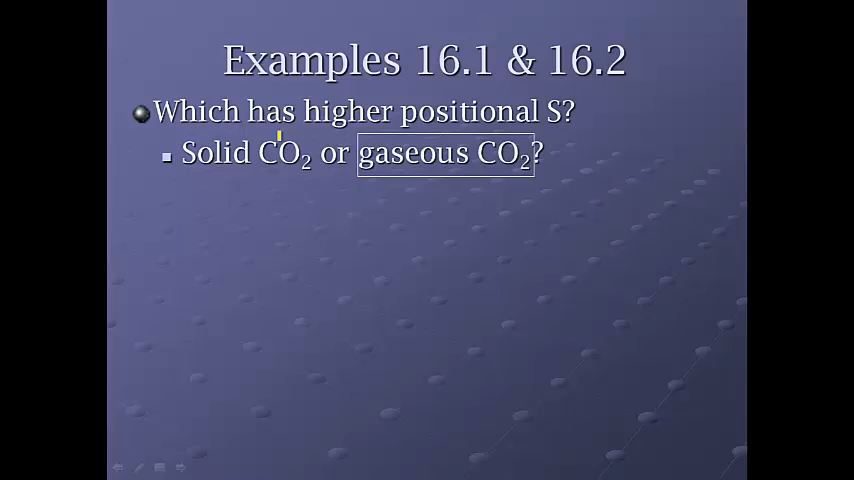 Examples 16.1 & 16.2
Which has higher positional S?
Solid CO₂ or gaseous CO₂?